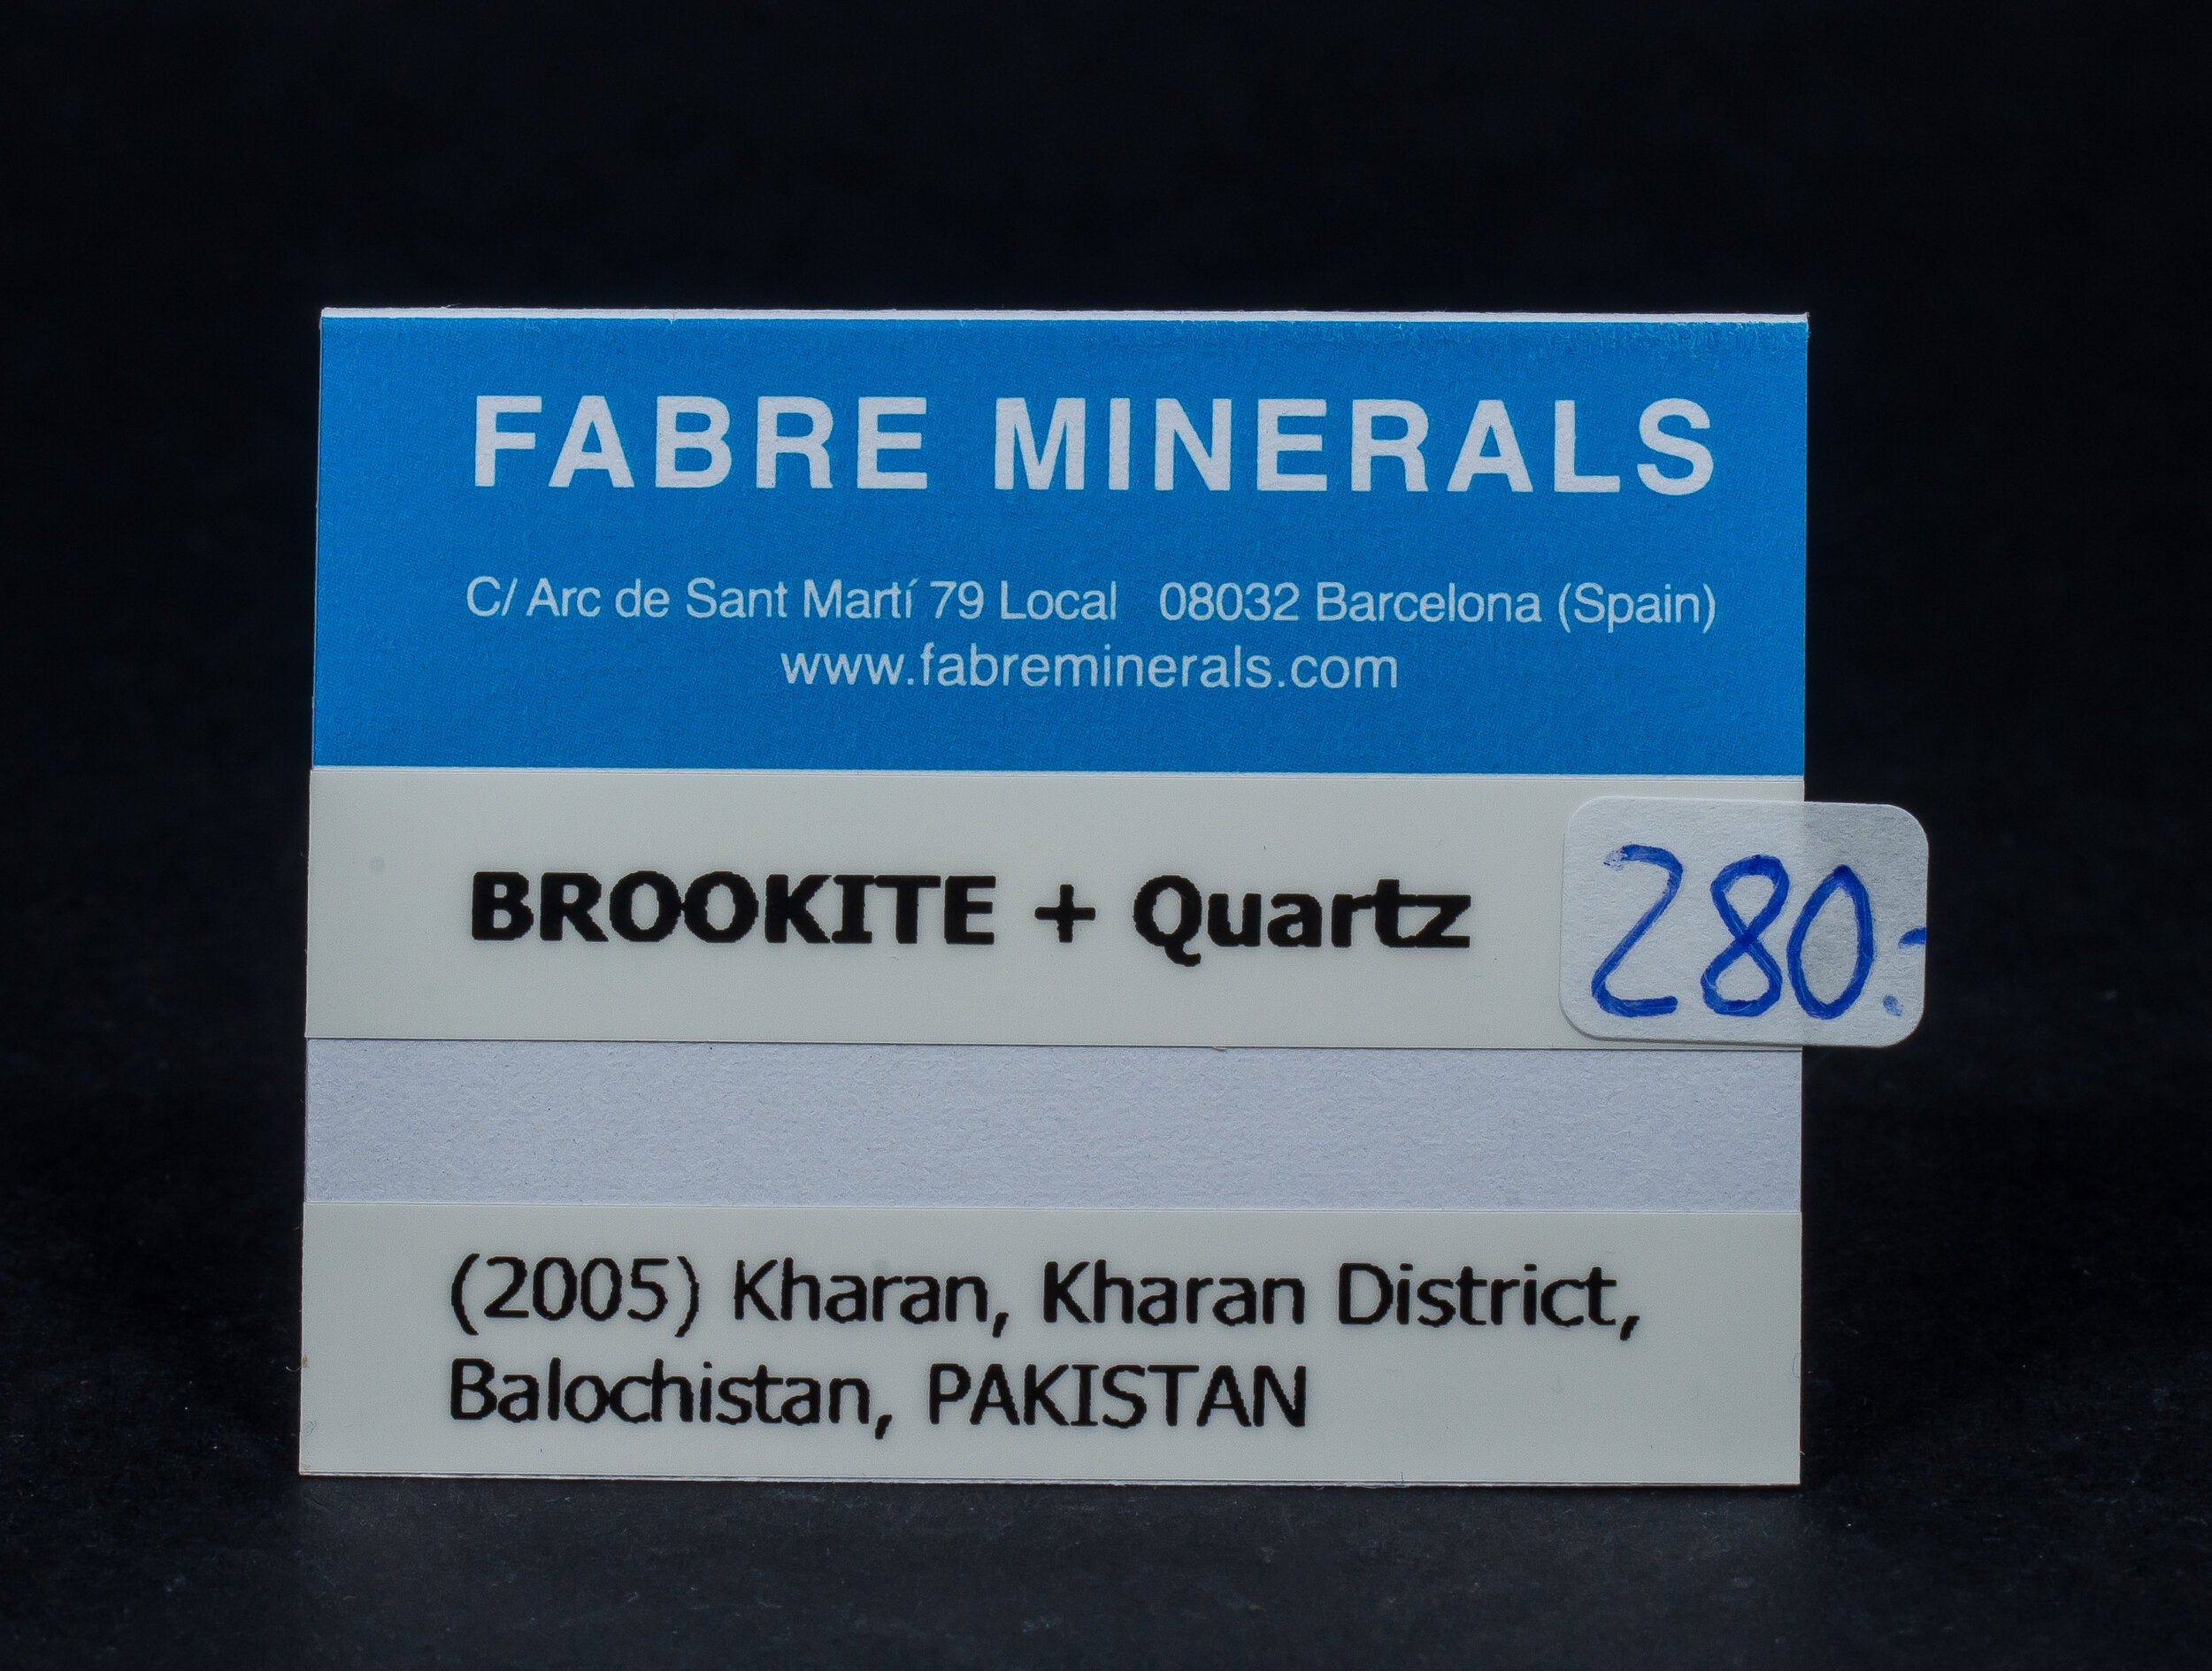 FABRE MINERALS
C/ Arc de Sant Martí 79 Local 08032 Barcelona (Spain)
www.fabreminerals.com
BROOKITE + Quartz
280.-
(2005) Kharan, Kharan District,
Balochistan, PAKISTAN